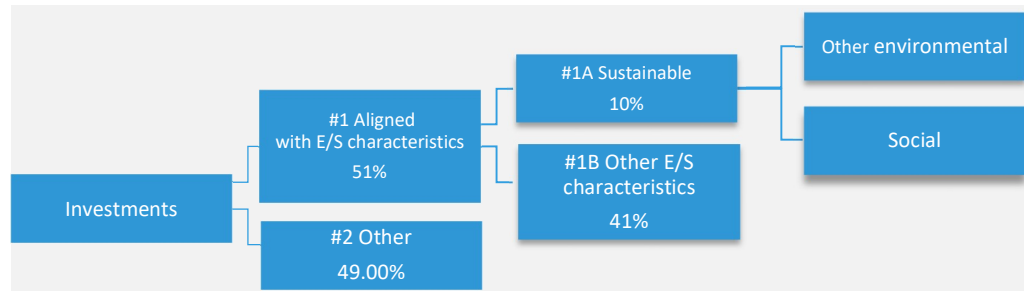 Investments
#1 Aligned
with E/S characteristics
51%
#2 Other
49.00%
#1A Sustainable
10%
#1B Other E/S
characteristics
41%
Other environmental
Social